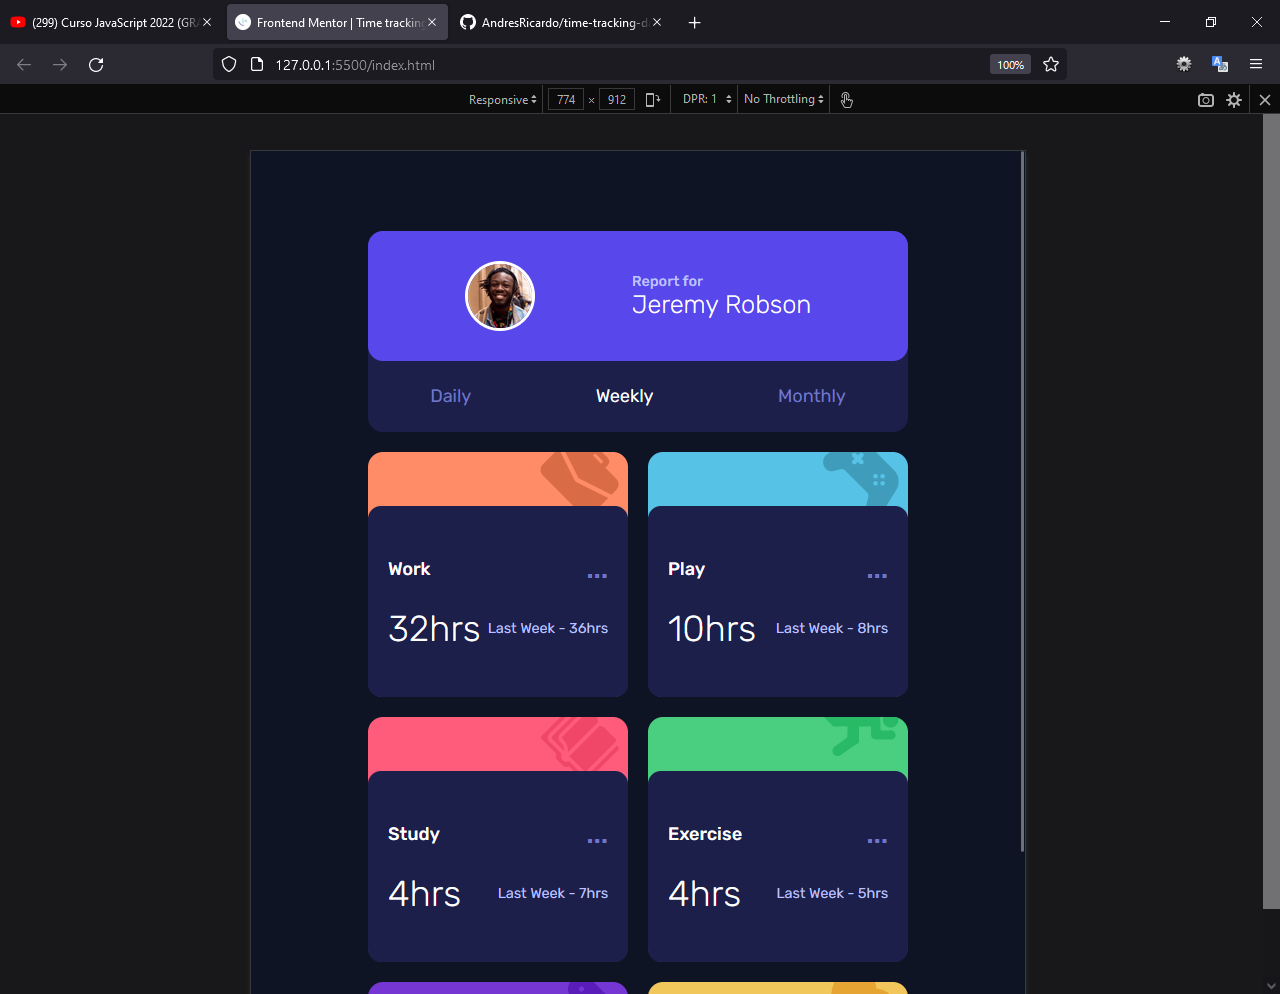 (299) Curso JavaScript 2022 (GRA
Frontend Mentor | Time tracking
AndresRicardo/time-tracking-d
127.0.0.1:5500/index.html
100%
Responsive
774 × 912
DPR: 1
No Throttling
Report for
Jeremy Robson
Daily
Weekly
Monthly
Work
32hrs
Last Week - 36hrs
Play
10hrs
Last Week - 8hrs
Study
4hrs
Last Week - 7hrs
Exercise
4hrs
Last Week - 5hrs